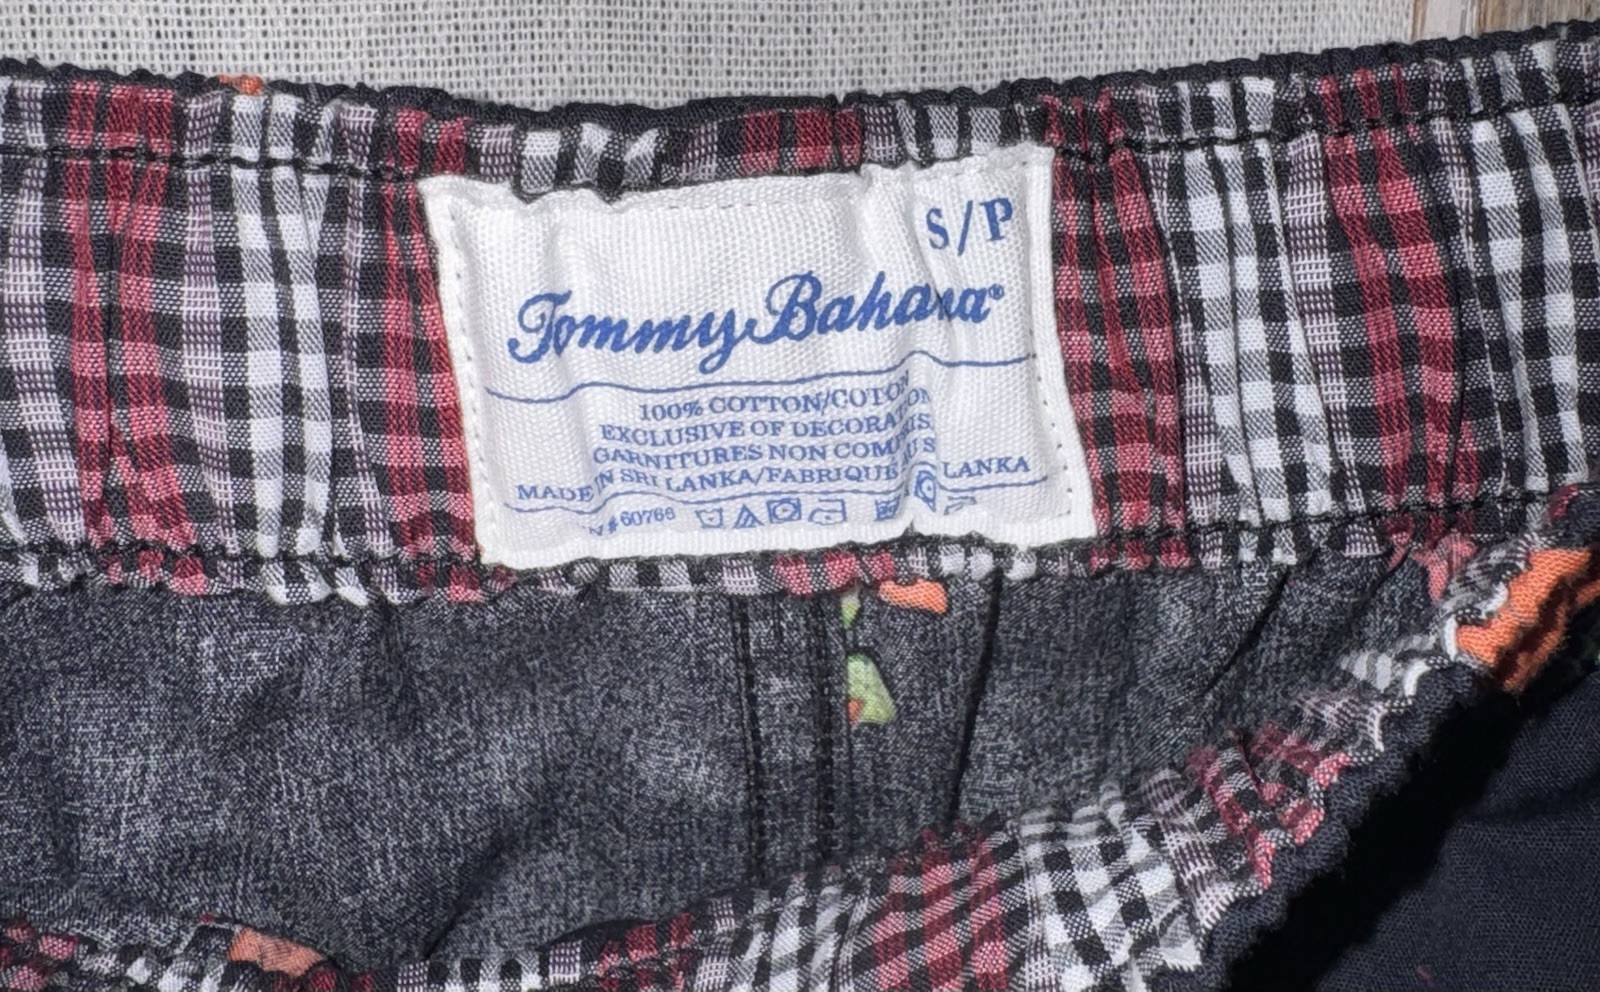 S/P
Tommy Bahama®
100% COTTON/COTON
EXCLUSIVE OF DECORATION
GARNITURES NON COMPRIS
MADE IN SRI LANKA/FABRIQUE AU SRI LANKA
#60766